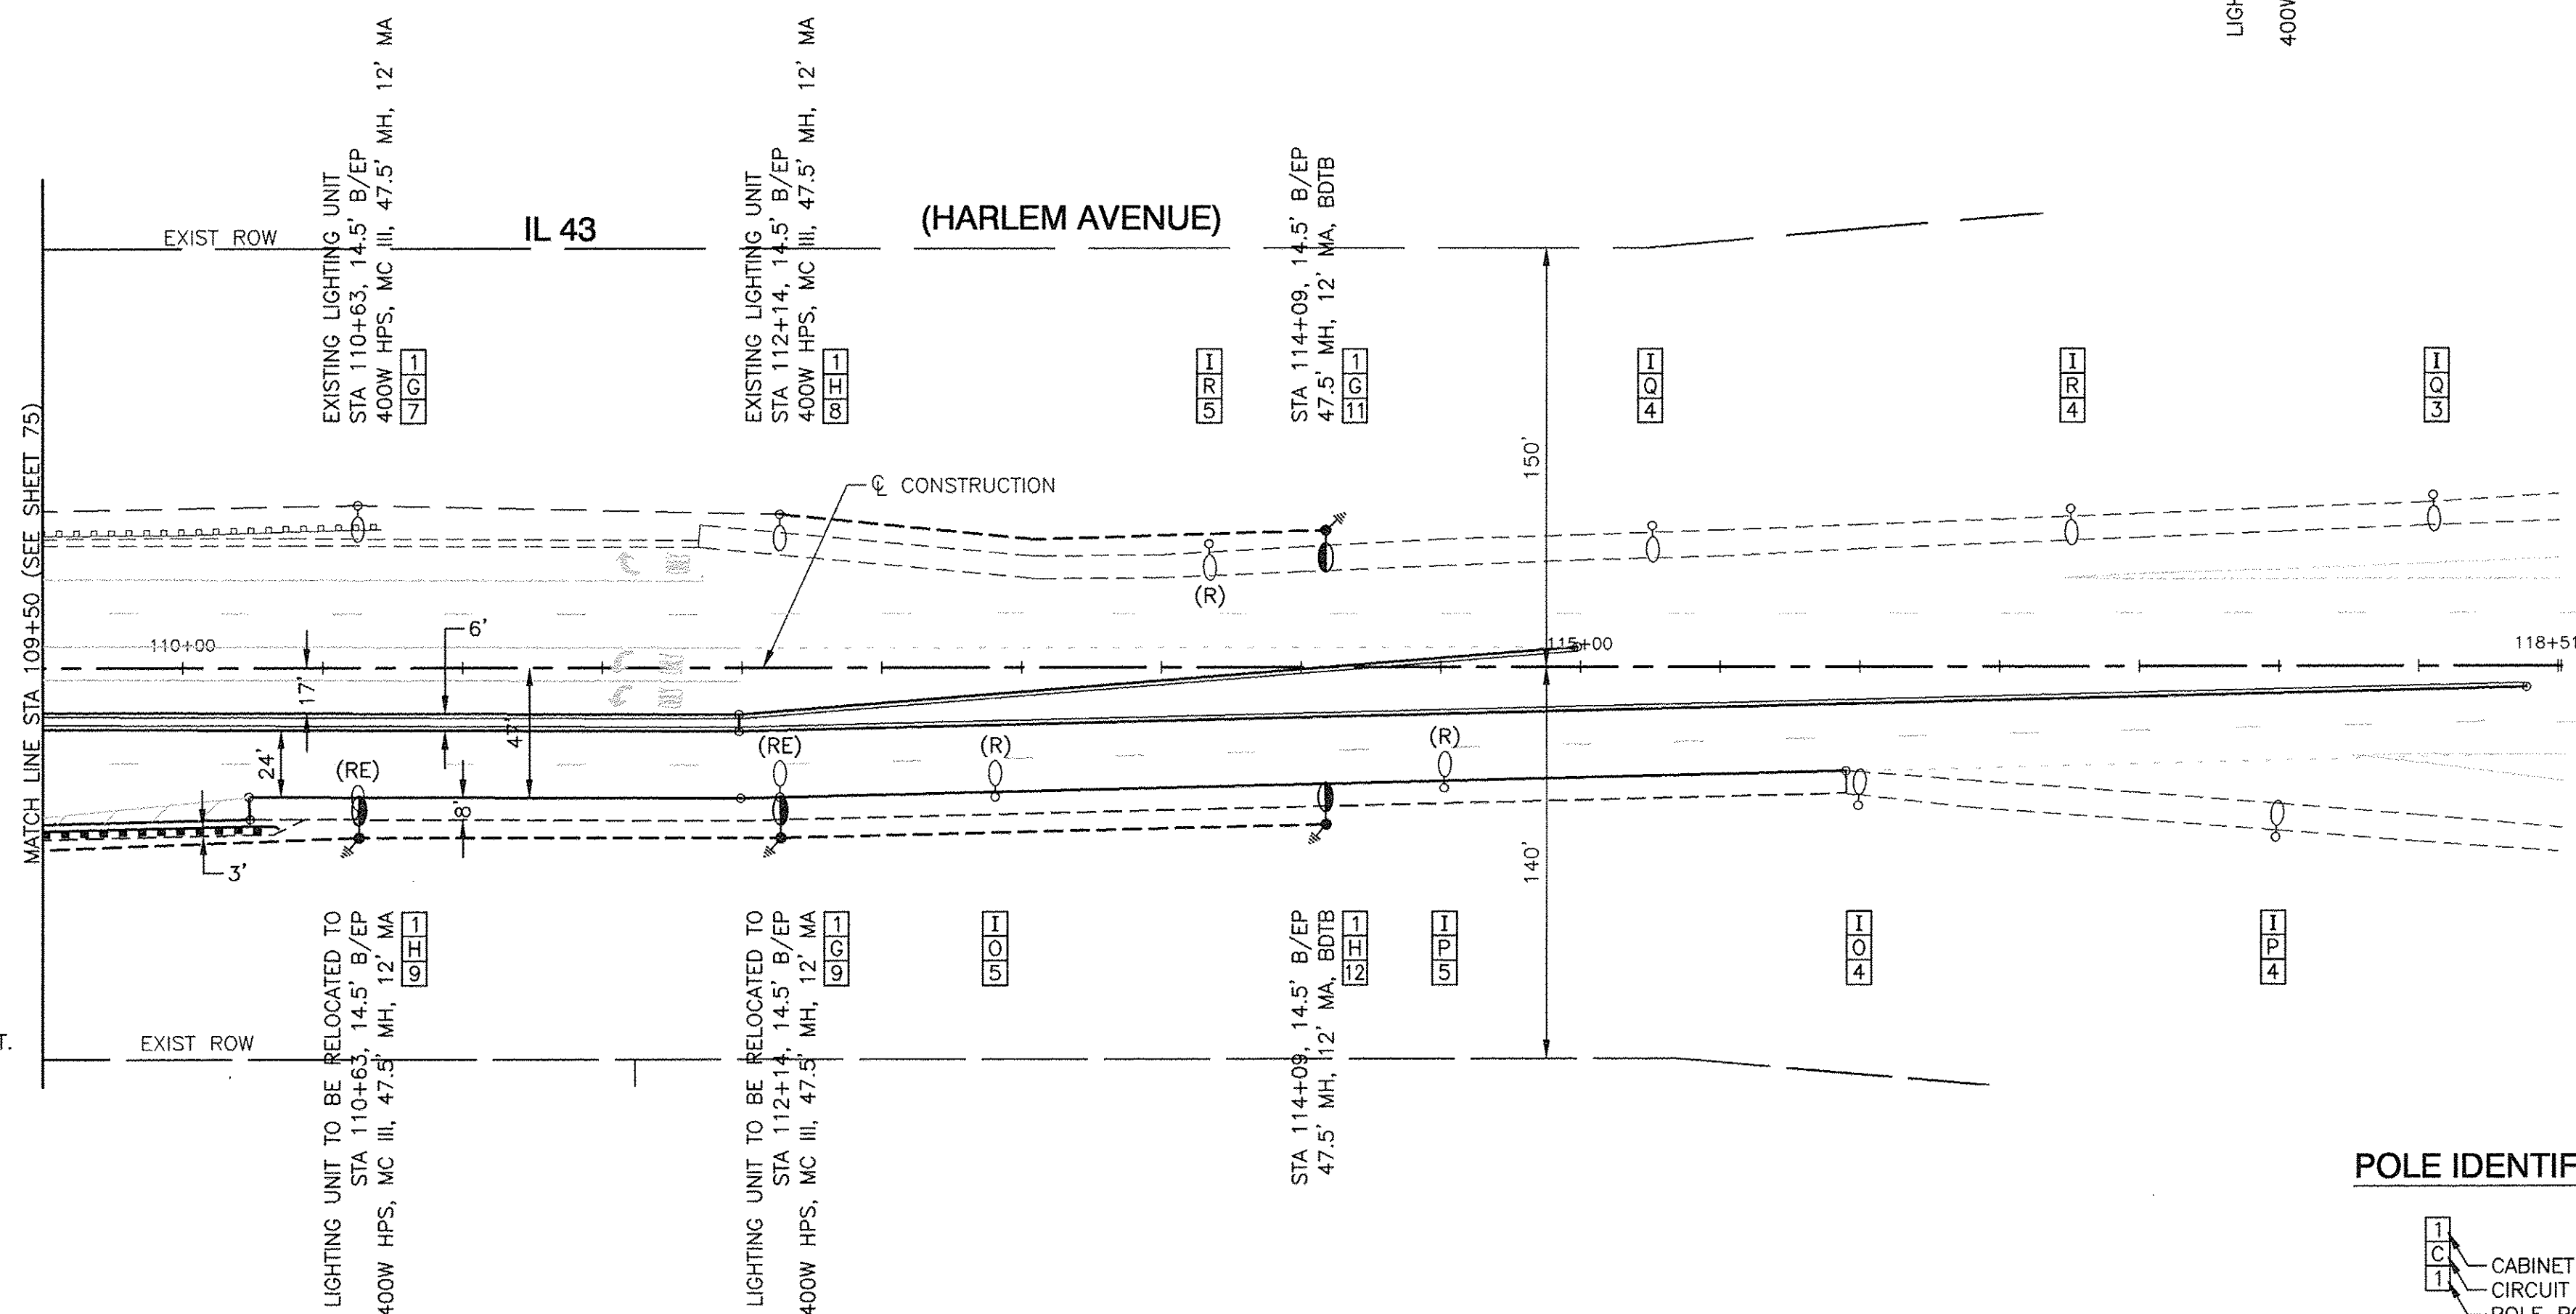 LIGH
400W
EXISTING LIGHTING UNIT
STA 110+63, 14.5' B/EP
400W HPS, MC III, 47.5' MH, 12' MA
1
G
7
EXISTING LIGHTING UNIT
STA 112+14, 14.5' B/EP
400W HPS, MC III, 47.5' MH, 12' MA
1
H
8
I
R
5
STA 114+09, 14.5' B/EP
47.5' MH, 12' MA, BDTB
1
G
11
I
Q
4
I
R
4
I
Q
3
EXIST ROW
IL 43
(HARLEM AVENUE)
MATCH LINE STA 109+50 (SEE SHEET 75)
℄ CONSTRUCTION
150'
(R)
110+00
6'
115+00
118+51
17'
47'
24'
(RE)
(RE)
(R)
(R)
8'
3'
140'
LIGHTING UNIT TO BE RELOCATED TO
STA 110+63, 14.5' B/EP
400W HPS, MC III, 47.5' MH, 12' MA
1
H
9
LIGHTING UNIT TO BE RELOCATED TO
STA 112+14, 14.5' B/EP
400W HPS, MC III, 47.5' MH, 12' MA
1
G
9
I
O
5
STA 114+09, 14.5' B/EP
47.5' MH, 12' MA, BDTB
1
H
12
I
P
5
I
O
4
I
P
4
T.
EXIST ROW
POLE IDENTIF
1
C
1
CABINET
CIRCUIT